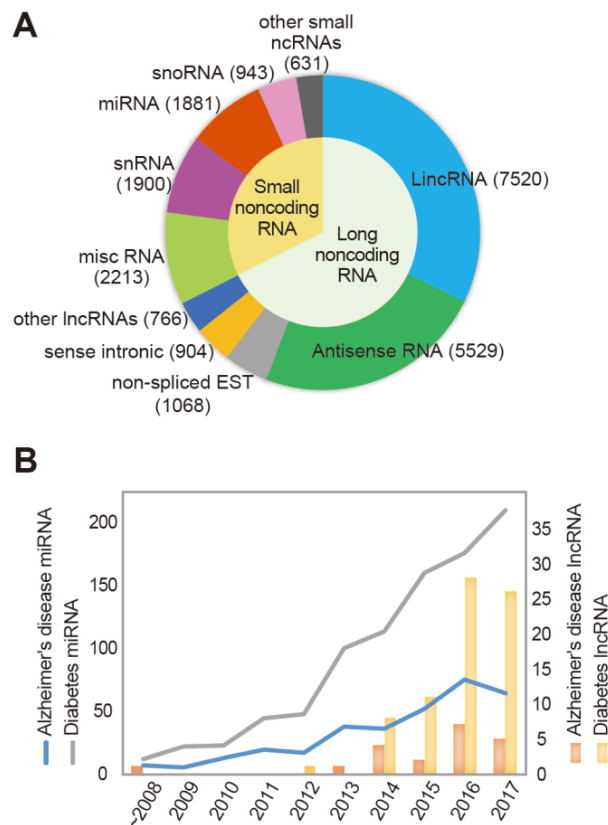 A
other small
ncRNAs
(631)
snoRNA (943)
miRNA (1881)
snRNA
(1900)
misc RNA
(2213)
other lncRNAs (766)
sense intronic (904)
non-spliced EST
(1068)
Antisense RNA (5529)
LincRNA (7520)
Small
noncoding
RNA
Long
noncoding
RNA
B
Alzheimer's disease miRNA
Diabetes miRNA
200
150
100
50
0
35
30
25
20
15
10
5
0
Alzheimer's disease lncRNA
Diabetes lncRNA
~2008
2009
2010
2011
2012
2013
2014
2015
2016
2017